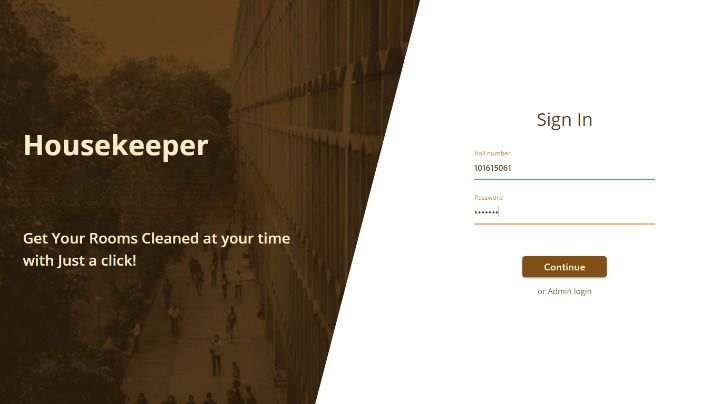 Housekeeper
Get Your Rooms Cleaned at your time
with Just a click!
Sign In
Roll number
101615061
Password
•••••••
Continue
or Admin login